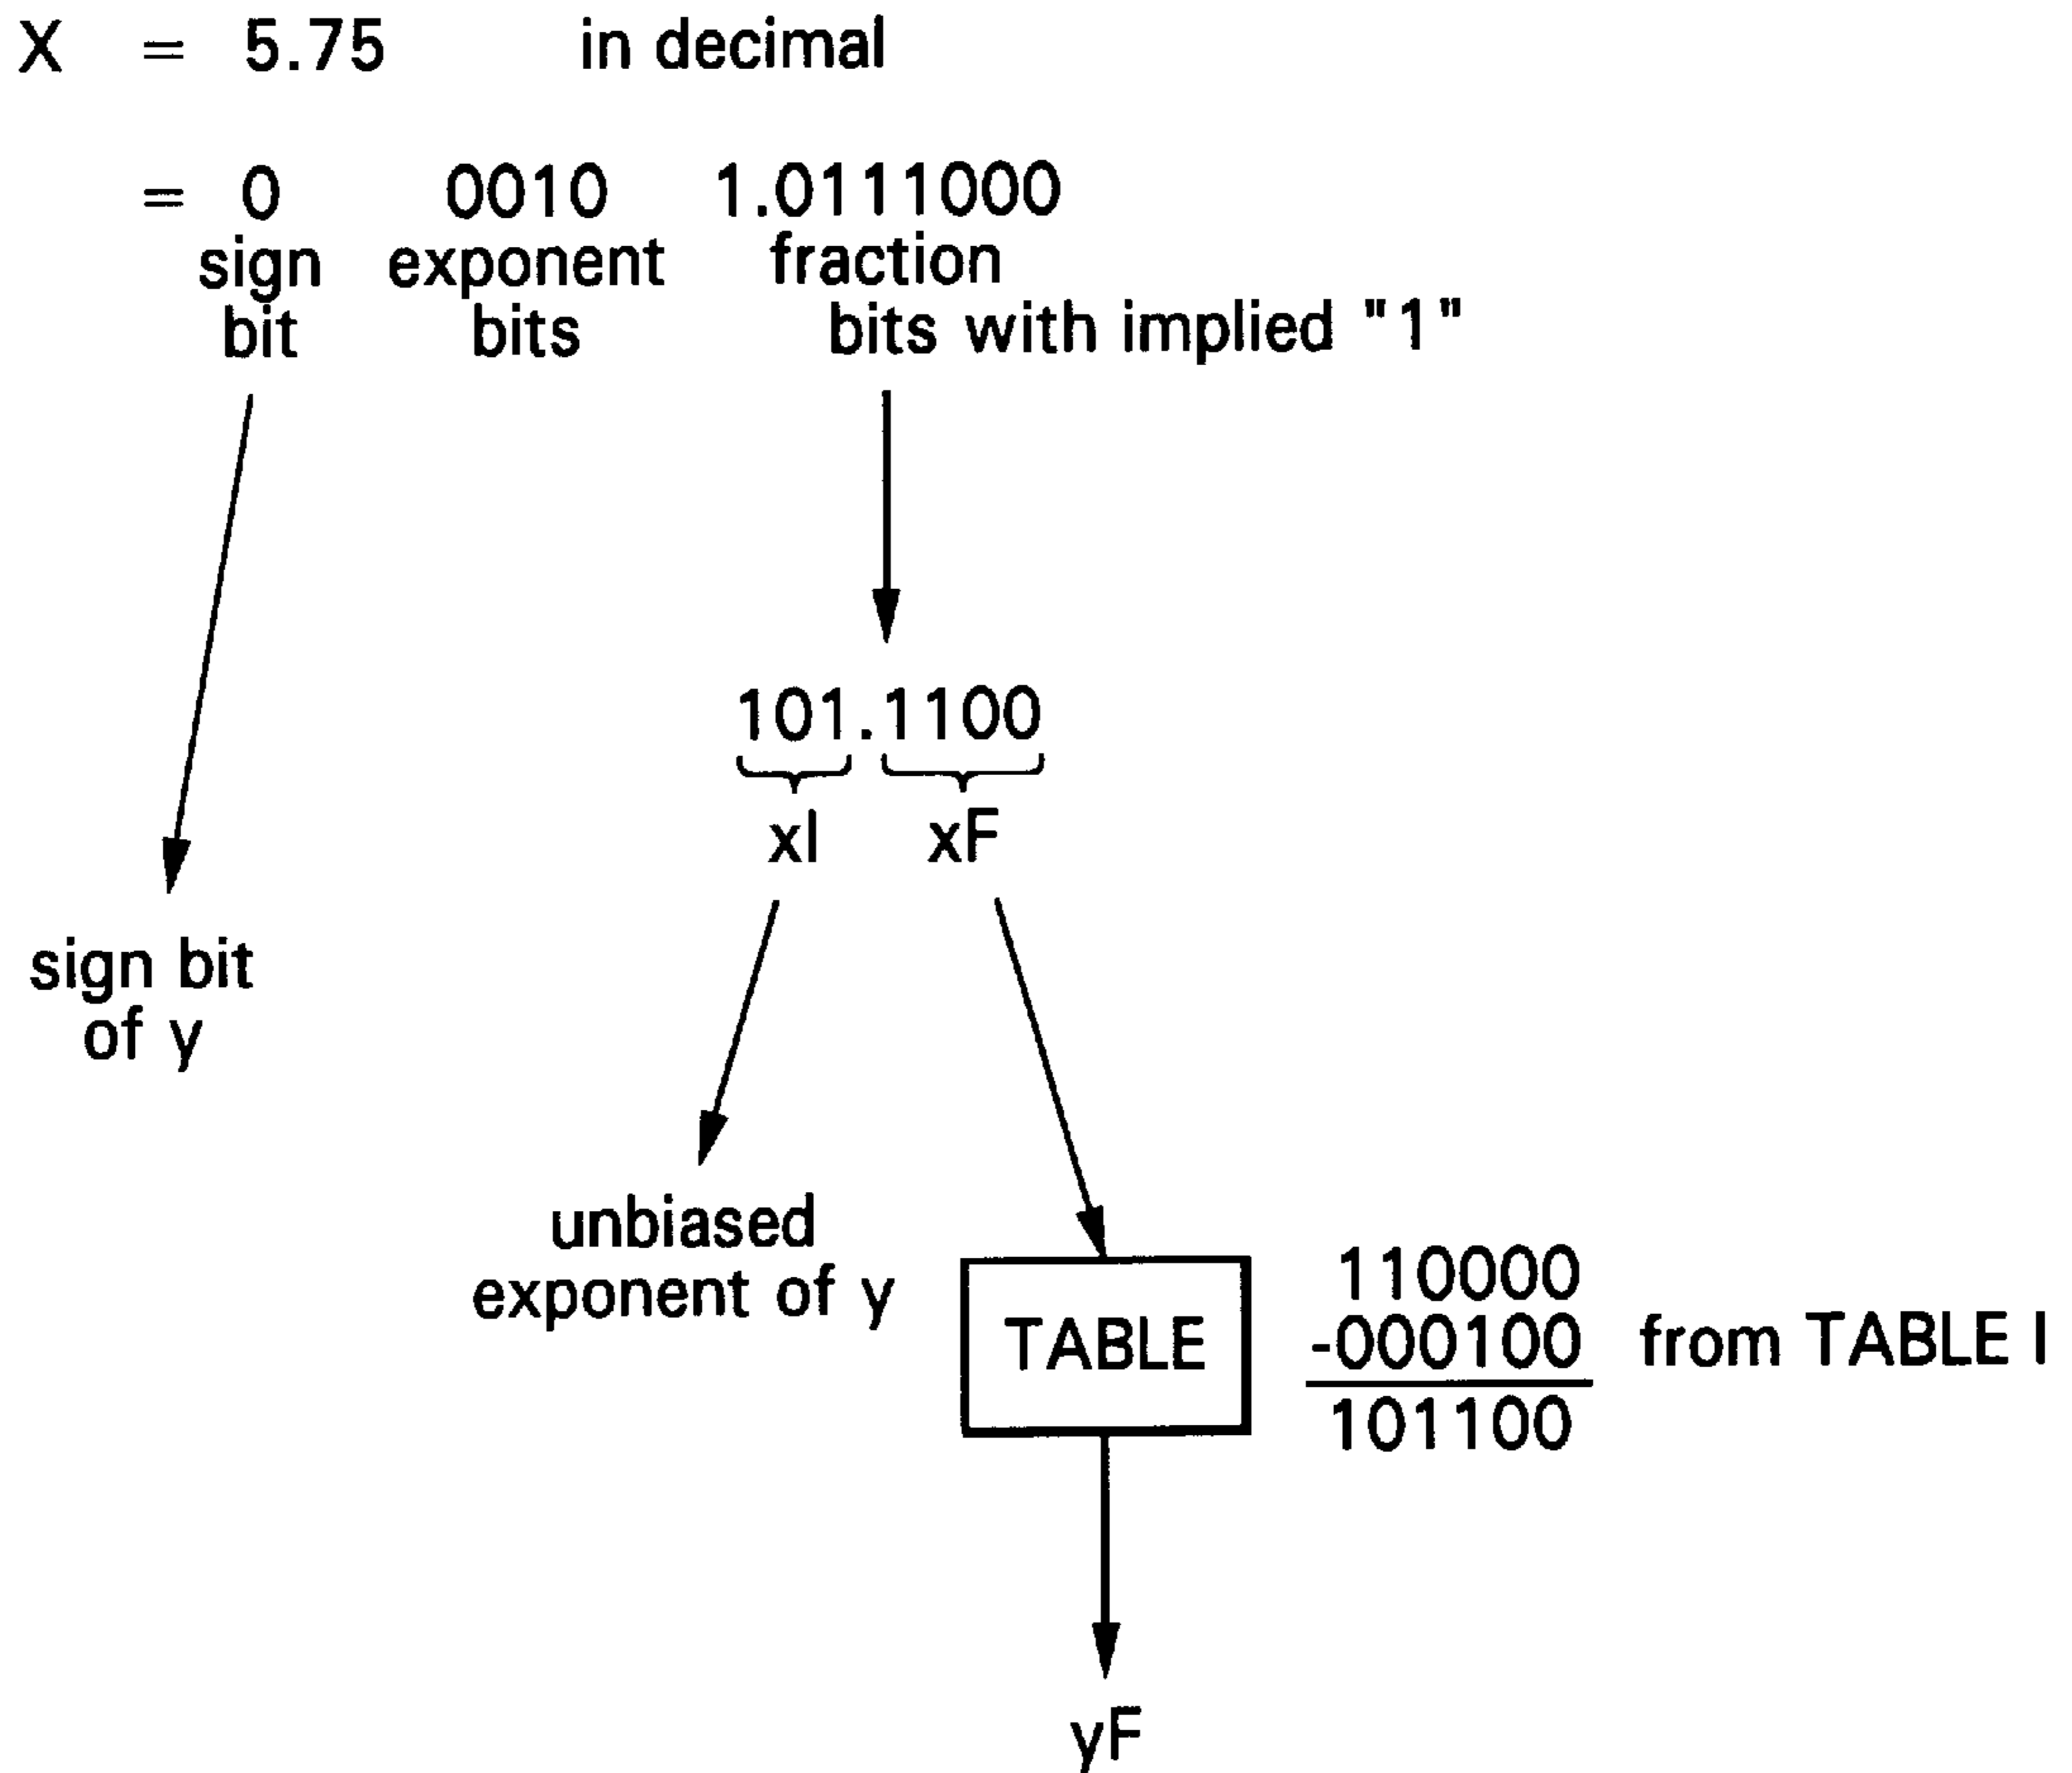 X = 5.75 in decimal
= 0 0010 1.0111000
sign exponent fraction
bit bits bits with implied "1"
101.1100
xI xF
sign bit
of y
unbiased
exponent of y
TABLE
110000
-000100 from TABLE I
101100
yF